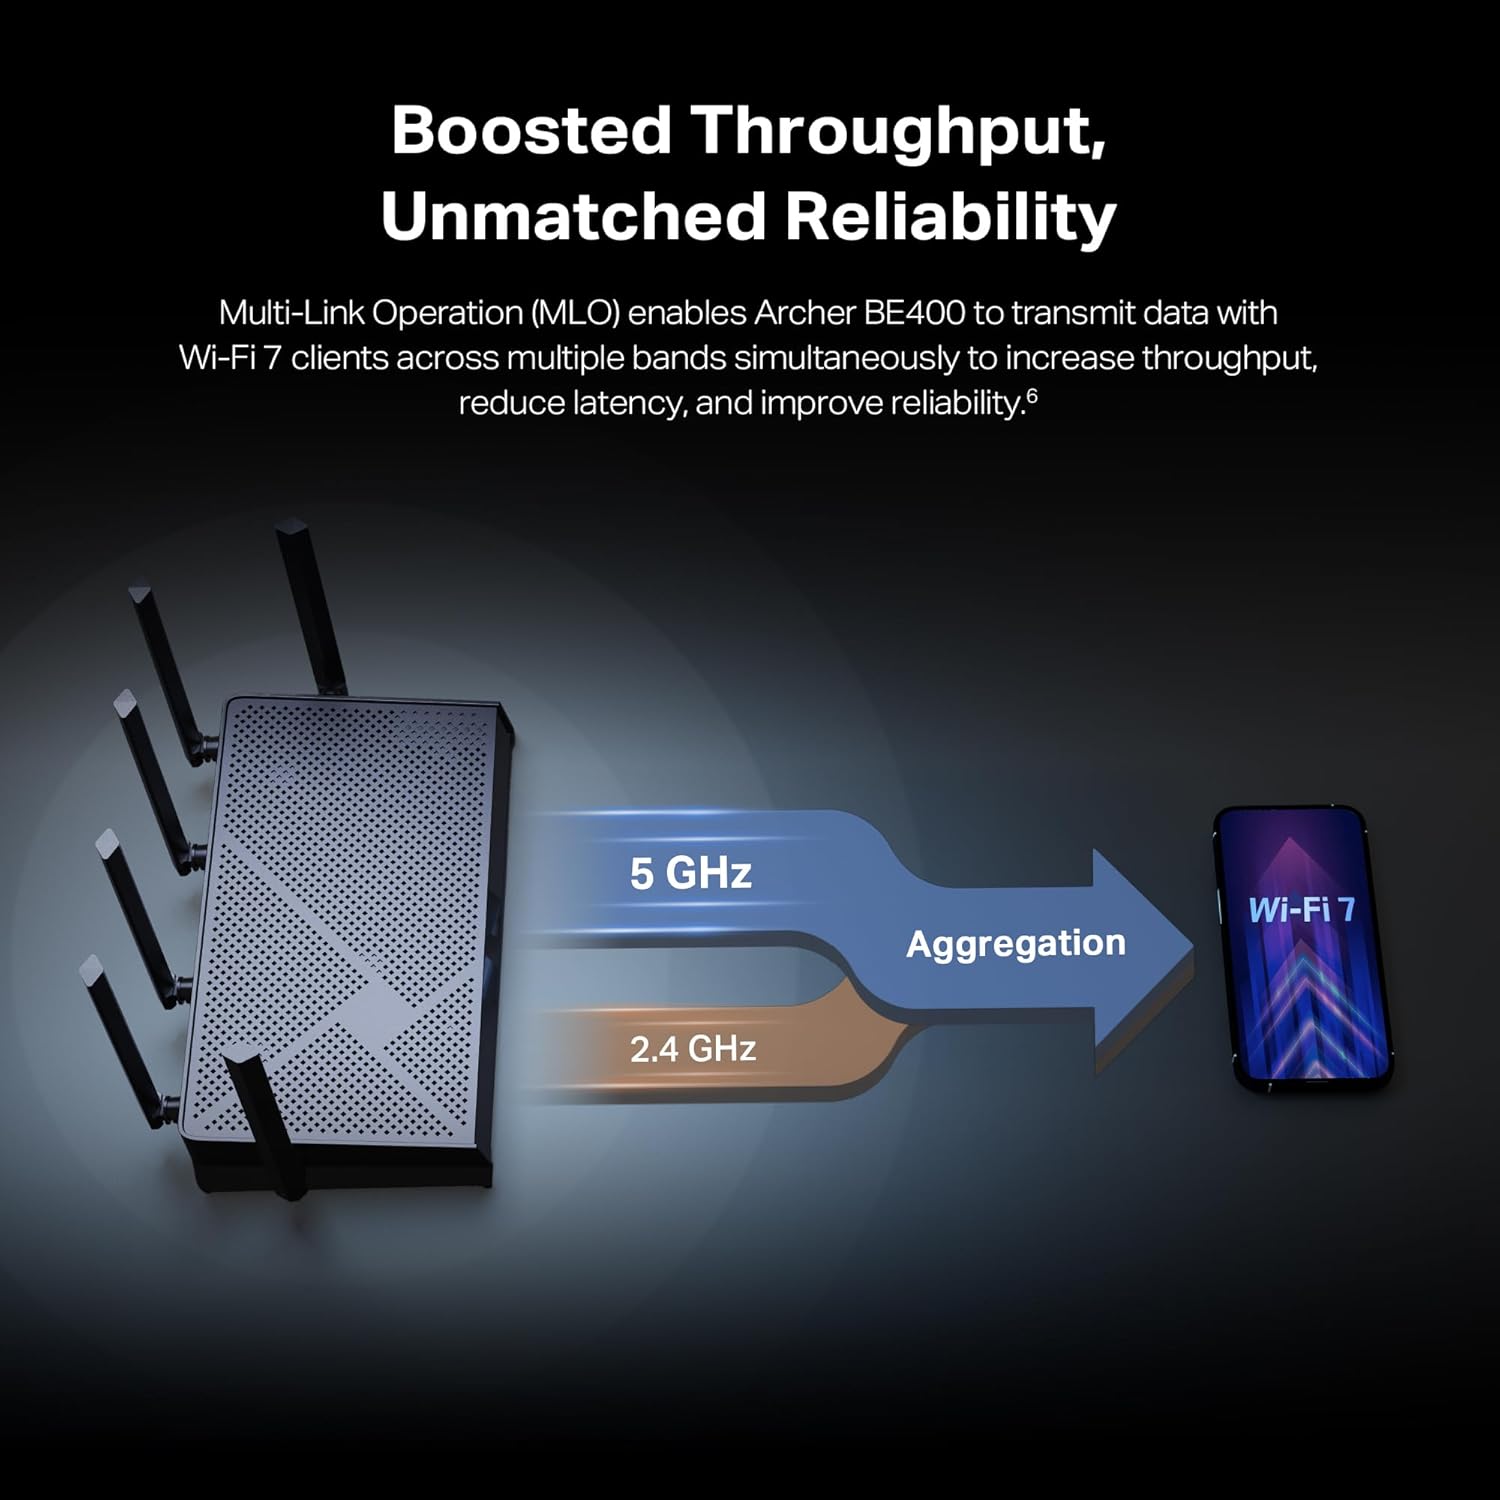 Boosted Throughput,
Unmatched Reliability
Multi-Link Operation (MLO) enables Archer BE400 to transmit data with
Wi-Fi 7 clients across multiple bands simultaneously to increase throughput,
reduce latency, and improve reliability.⁶
5 GHz
Aggregation
2.4 GHz
Wi-Fi 7